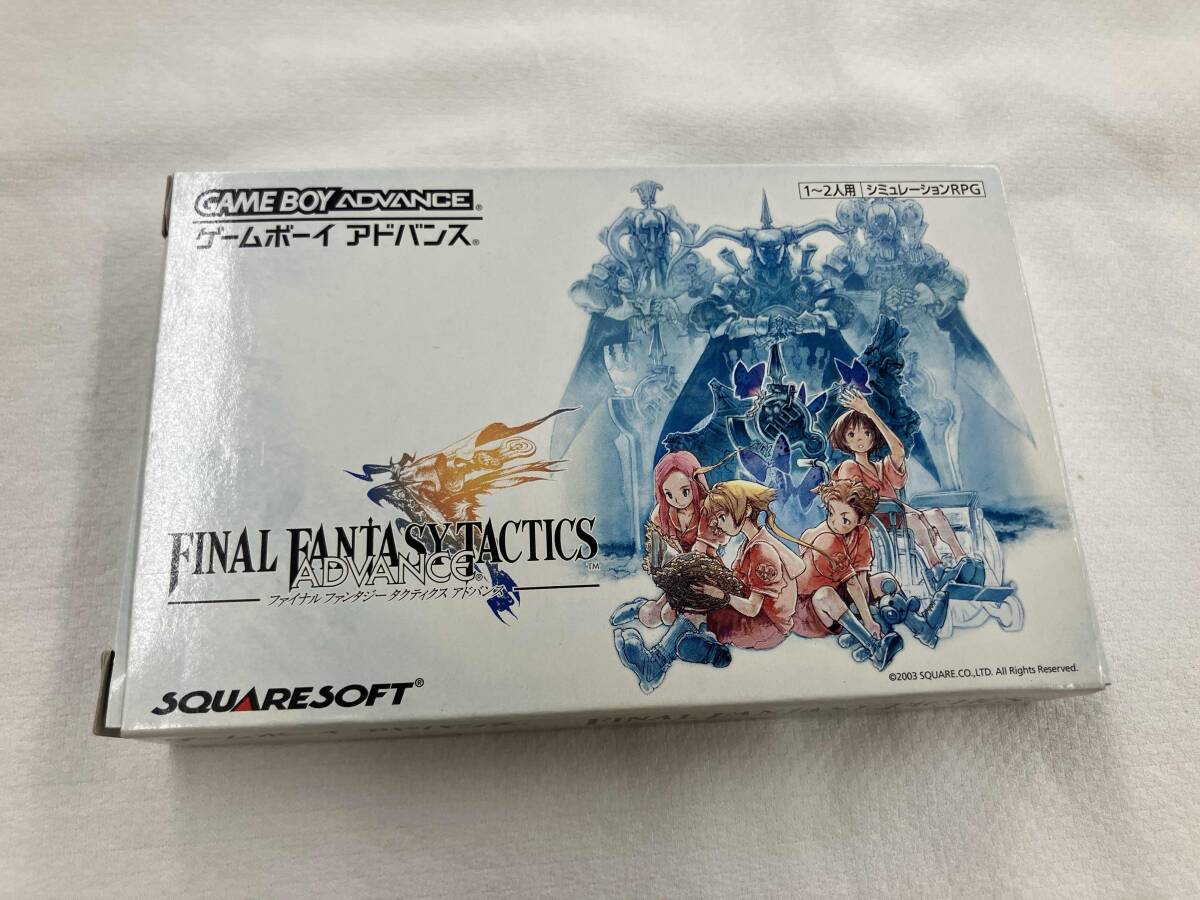 GAME BOY ADVANCE®
ゲームボーイ アドバンス®
1~2人用 シミュレーションRPG
FINAL FANTASY TACTICS
ADVANCE®
TM
ファイナル ファンタジー タクティクス アドバンス
©2003 SQUARE CO.,LTD. All Rights Reserved.
SQUARESOFT®
FINAL FANTASY